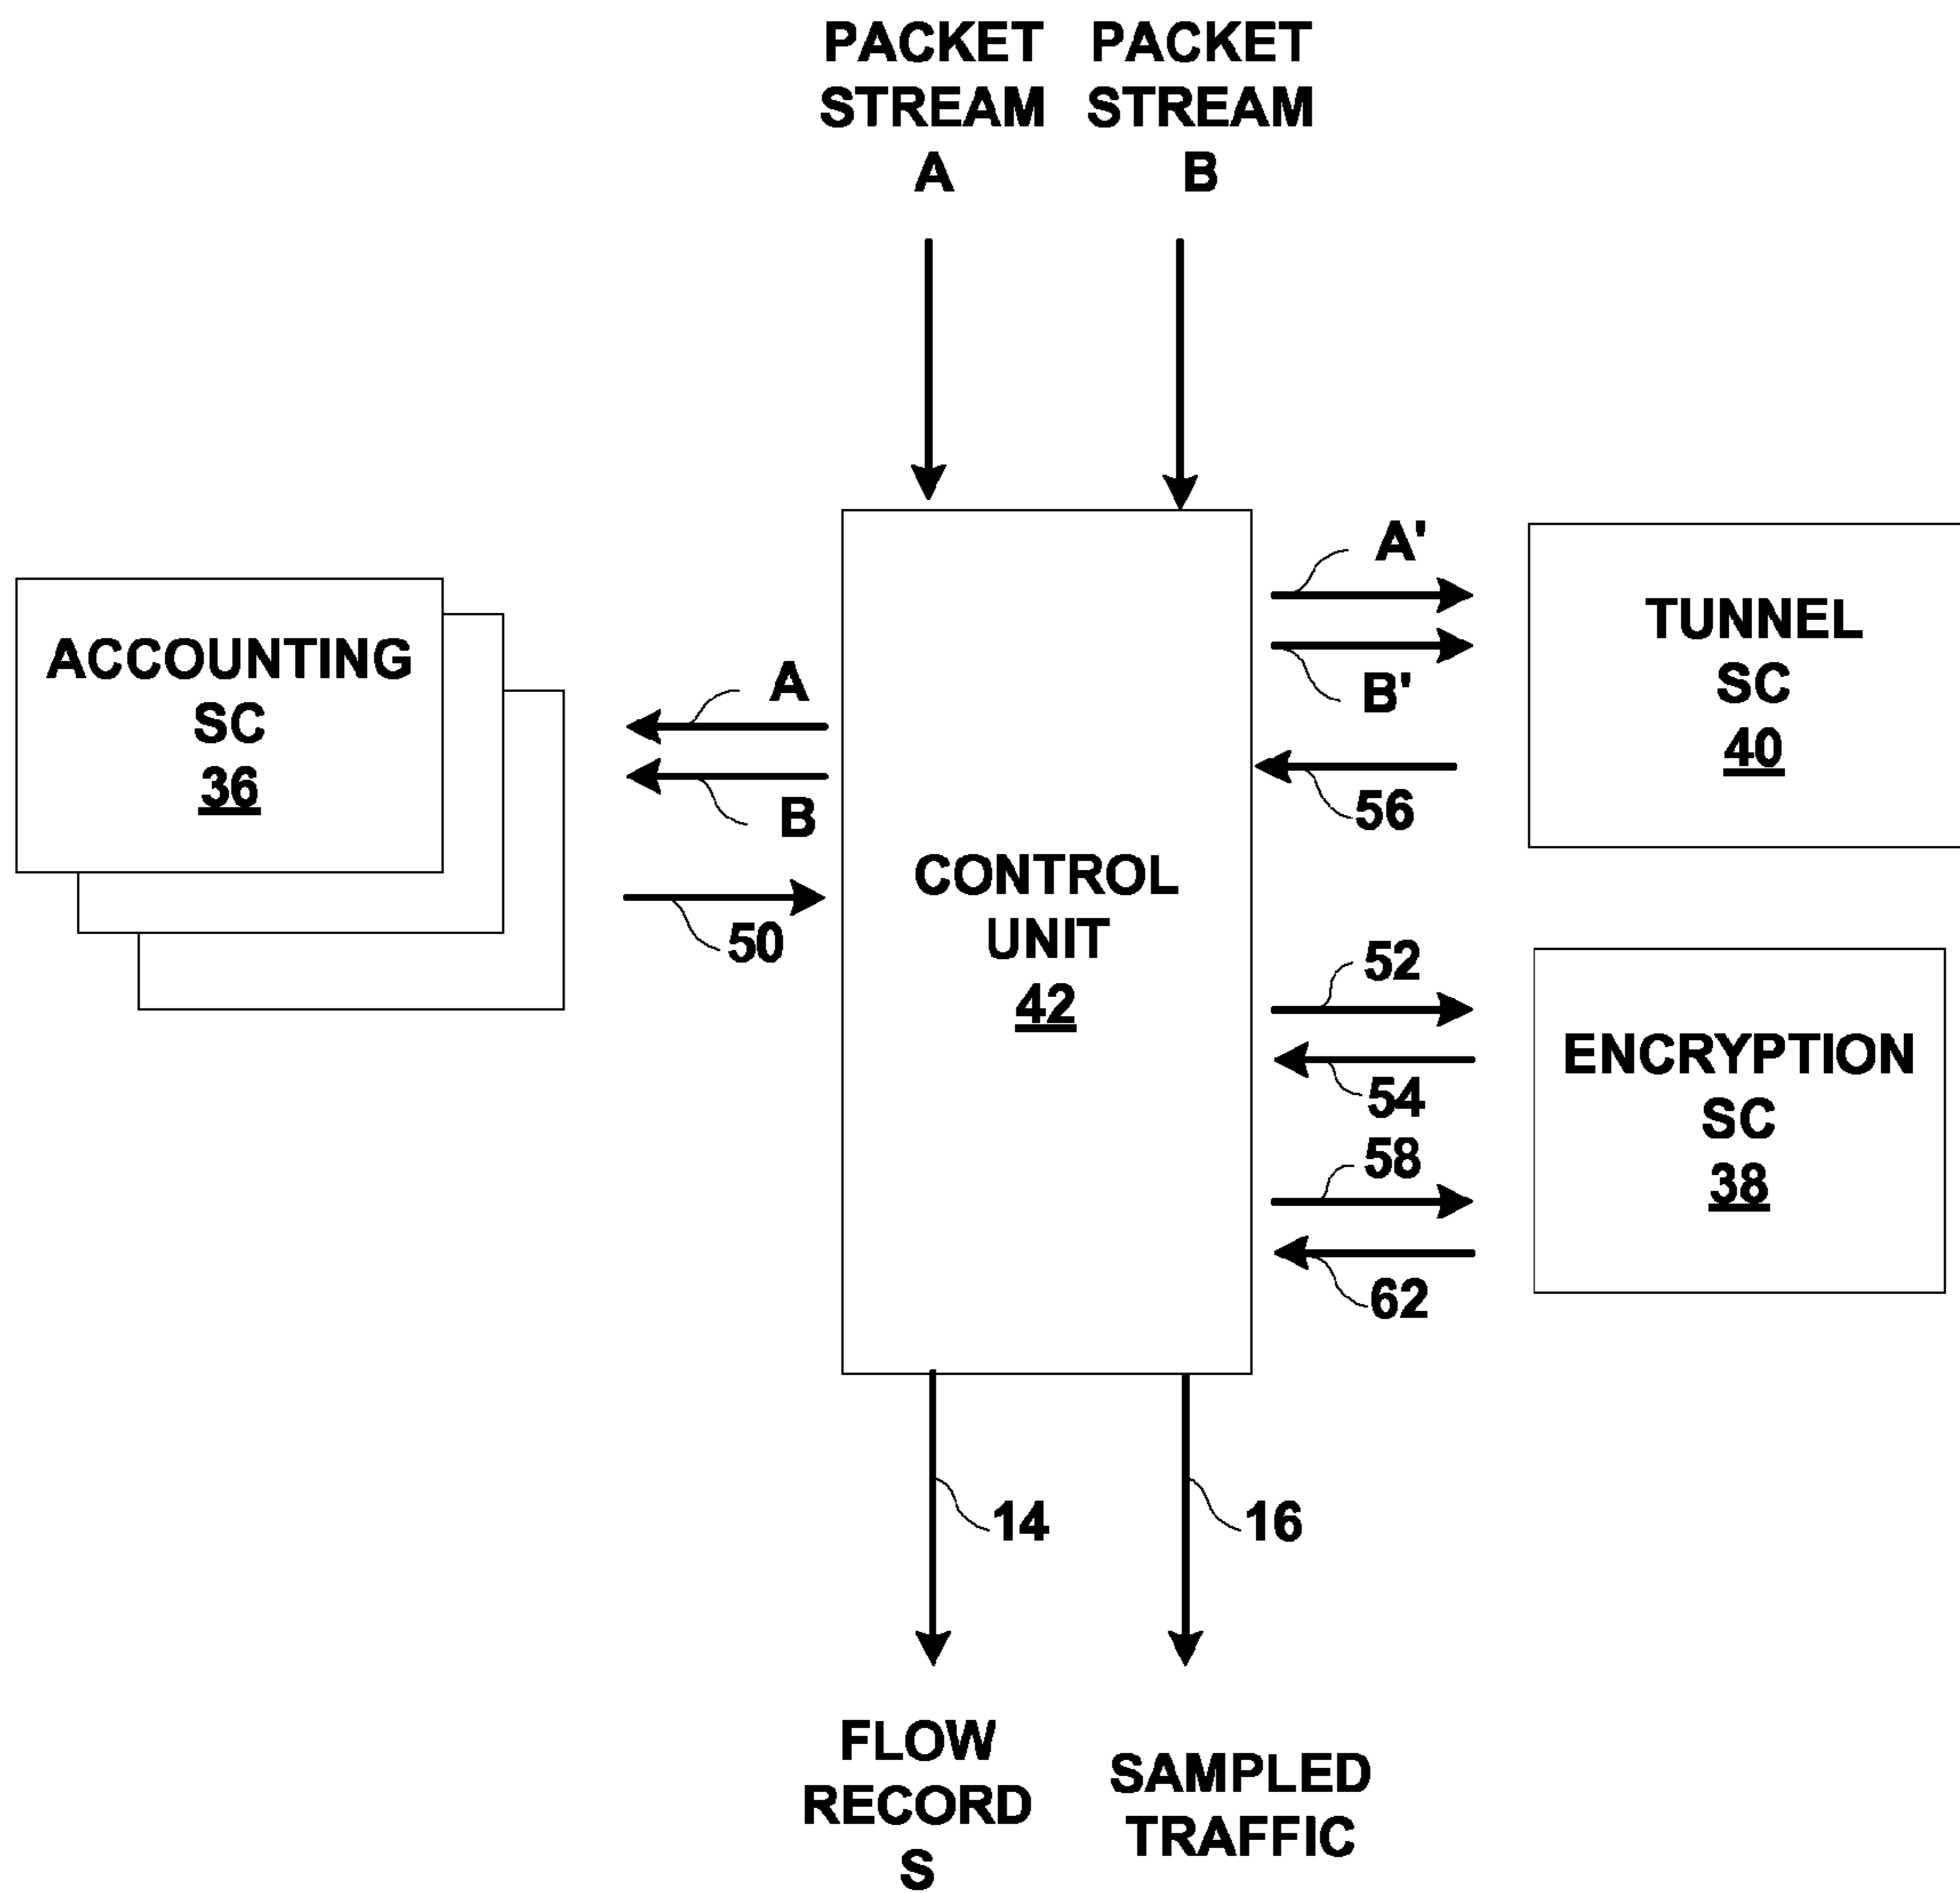 PACKET
STREAM
A
PACKET
STREAM
B
ACCOUNTING
SC
36
A
B
50
CONTROL
UNIT
42
A'
B'
56
TUNNEL
SC
40
52
54
58
62
ENCRYPTION
SC
38
14
16
FLOW
RECORD
S
SAMPLED
TRAFFIC